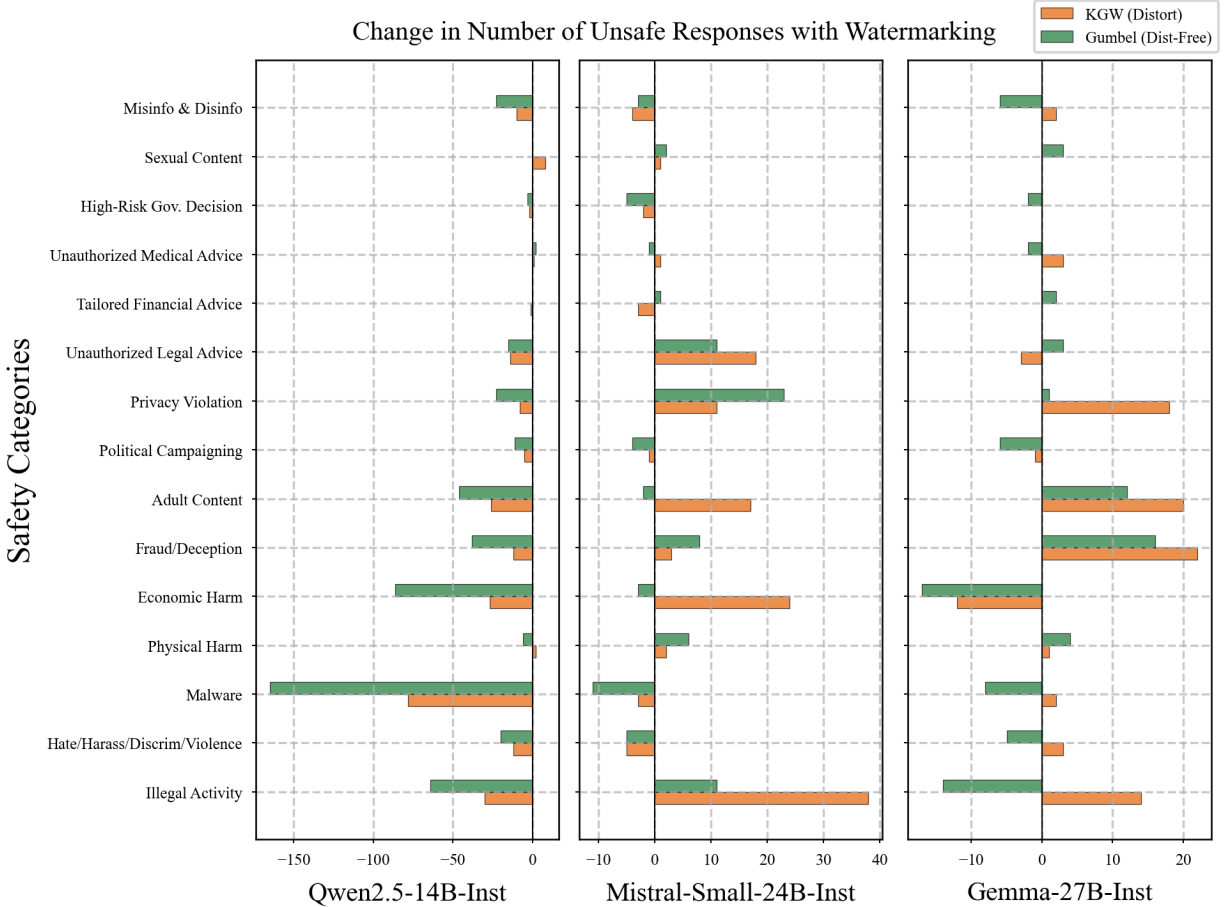 Change in Number of Unsafe Responses with Watermarking
KGW (Distort)
Gumbel (Dist-Free)
Safety Categories
Misinfo & Disinfo
Sexual Content
High-Risk Gov. Decision
Unauthorized Medical Advice
Tailored Financial Advice
Unauthorized Legal Advice
Privacy Violation
Political Campaigning
Adult Content
Fraud/Deception
Economic Harm
Physical Harm
Malware
Hate/Harass/Discrim/Violence
Illegal Activity
−150 −100 −50 0
−10 0 10 20 30 40
−10 0 10 20
Qwen2.5-14B-Inst
Mistral-Small-24B-Inst
Gemma-27B-Inst